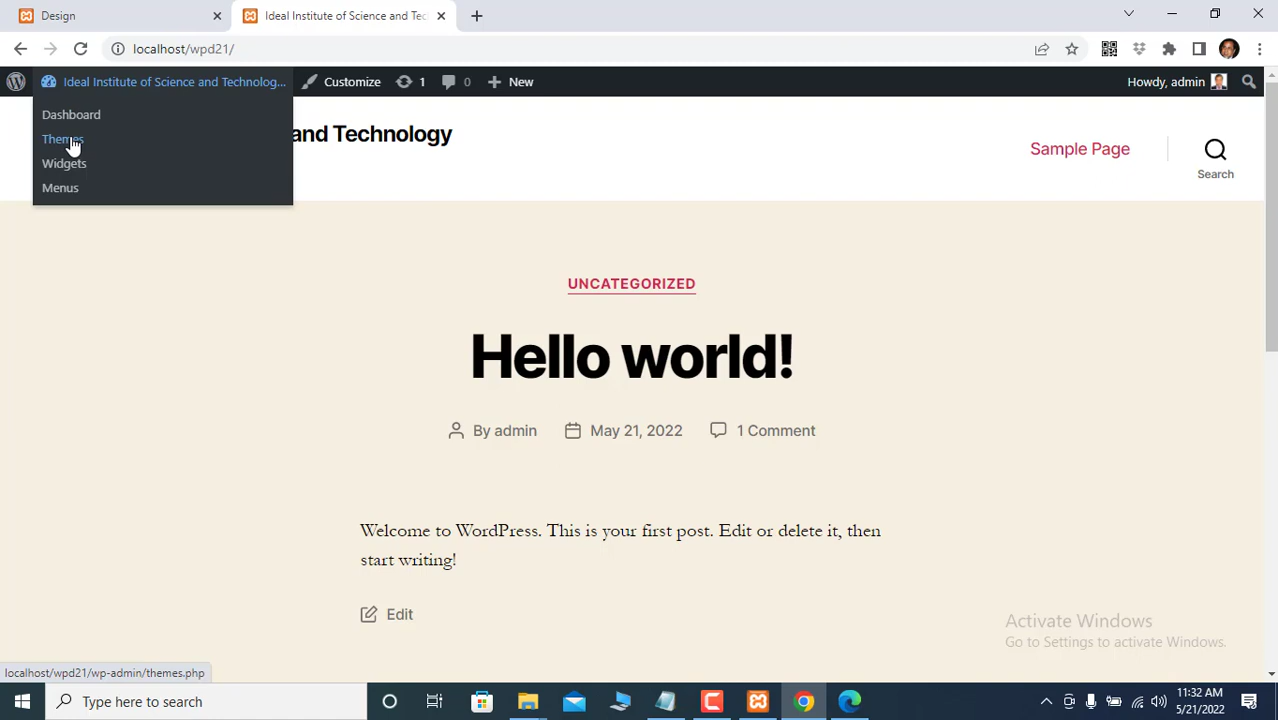 Design
Ideal Institute of Science and Tec
localhost/wpd21/
Ideal Institute of Science and Technolog...
Customize
1
0
New
Howdy, admin
Dashboard
Themes
Widgets
Menus
and Technology
Sample Page
Search
UNCATEGORIZED
Hello world!
By admin
May 21, 2022
1 Comment
Welcome to WordPress. This is your first post. Edit or delete it, then
start writing!
Edit
Activate Windows
Go to Settings to activate Windows.
localhost/wpd21/wp-admin/themes.php
Type here to search
11:32 AM
5/21/2022